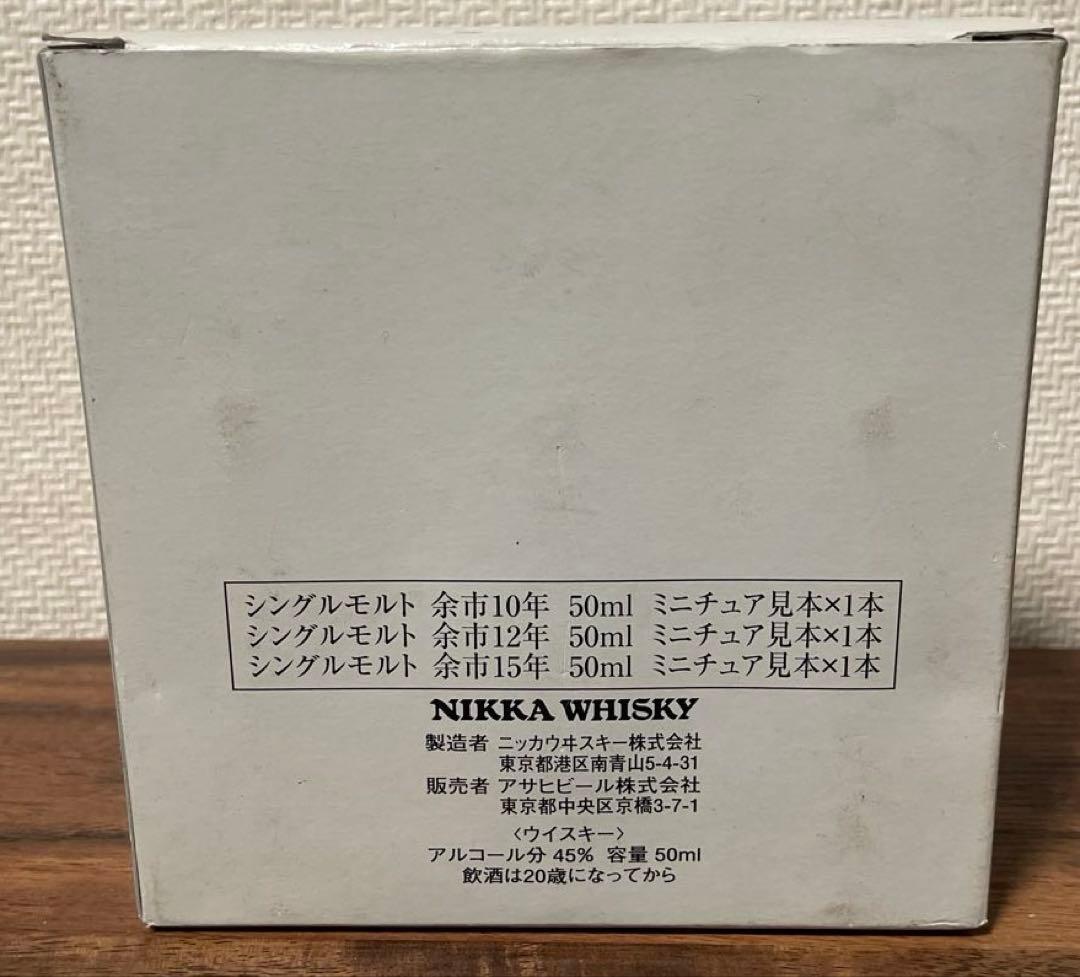 シングルモルト 余市10年 50ml ミニチュア見本×1本
シングルモルト 余市12年 50ml ミニチュア見本×1本
シングルモルト 余市15年 50ml ミニチュア見本×1本
NIKKA WHISKY
製造者 ニッカウヰスキー株式会社
東京都港区南青山5-4-31
販売者 アサヒビール株式会社
東京都中央区京橋3-7-1
〈ウイスキー〉
アルコール分 45% 容量 50ml
飲酒は20歳になってから